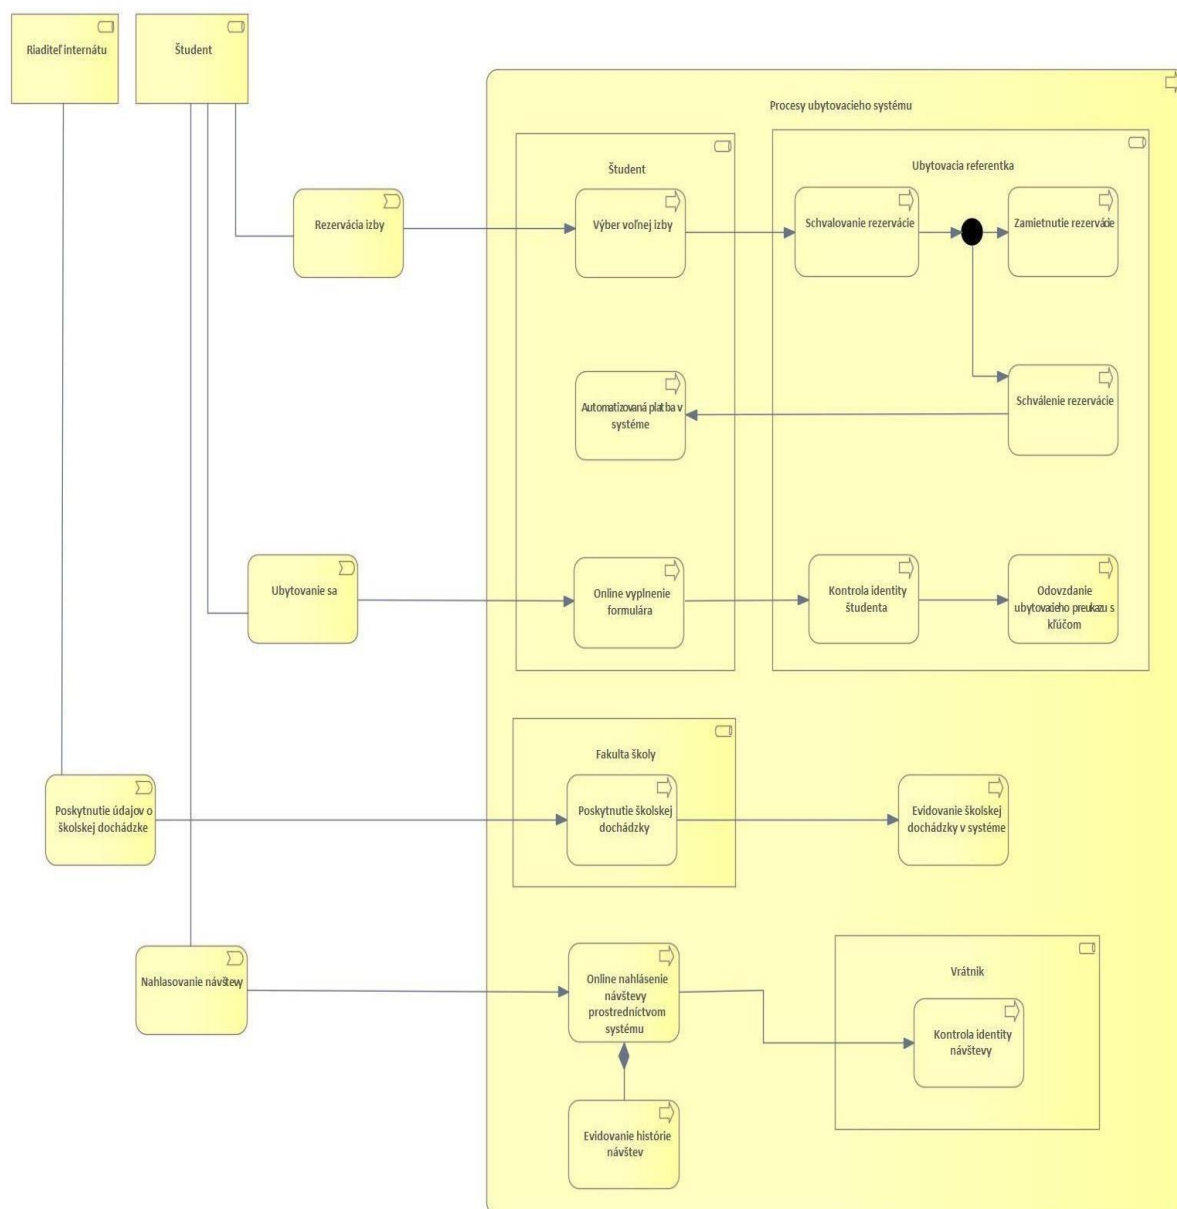 Riaditeľ internátu
Študent
Procesy ubytovacieho systému
Študent
Ubytovacia referentka
Rezervácia izby
Výber voľnej izby
Schvalovanie rezervácie
Zamietnutie rezervácie
Automatizovaná platba v
systéme
Schválenie rezervácie
Ubytovanie sa
Online vyplnenie
formulára
Kontrola identity
študenta
Odovzdanie
ubytovacieho preukazu s
kľúčom
Fakulta školy
Poskytnutie údajov o
školskej dochádzke
Poskytnutie školskej
dochádzky
Evidovanie školskej
dochádzky v systéme
Nahlasovanie návštevy
Online nahlásenie
návštevy
prostredníctvom
systému
Vrátnik
Kontrola identity
návštevy
Evidovanie histórie
návštev